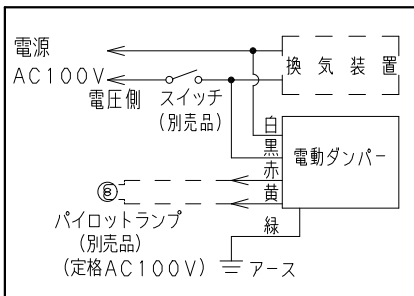 電源
AC100V
電圧側
スイッチ
(別売品)
換気装置
白
黒
赤
黄
緑
電動ダンパー
パイロットランプ
(別売品)
(定格AC100V)
アース